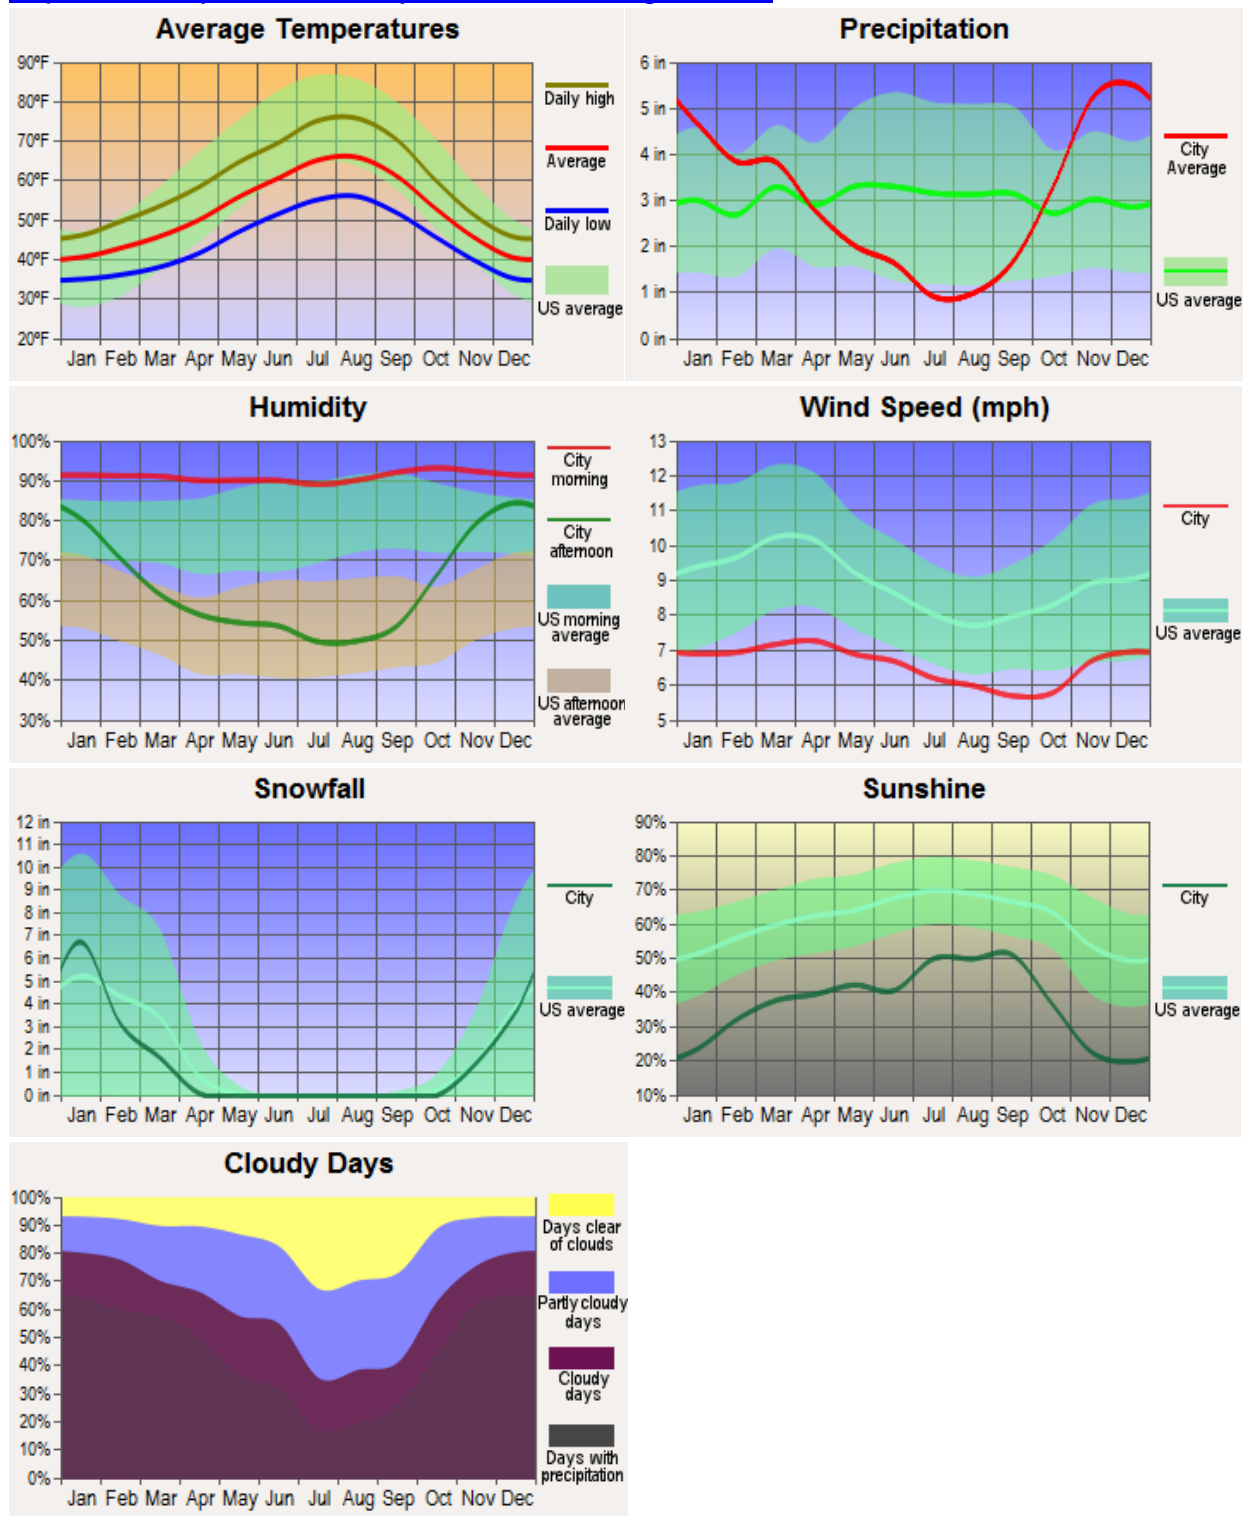 Average Temperatures
90ºF
80ºF
70ºF
60ºF
50ºF
40ºF
30ºF
20ºF
Jan Feb Mar Apr May Jun Jul Aug Sep Oct Nov Dec
Daily high
Average
Daily low
US average
Precipitation
6 in
5 in
4 in
3 in
2 in
1 in
0 in
Jan Feb Mar Apr May Jun Jul Aug Sep Oct Nov Dec
City
Average
US average
Humidity
100%
90%
80%
70%
60%
50%
40%
30%
Jan Feb Mar Apr May Jun Jul Aug Sep Oct Nov Dec
City
morning
City
afternoon
US morning
average
US afternoon
average
Wind Speed (mph)
13
12
11
10
9
8
7
6
5
Jan Feb Mar Apr May Jun Jul Aug Sep Oct Nov Dec
City
US average
Snowfall
12 in
11 in
10 in
9 in
8 in
7 in
6 in
5 in
4 in
3 in
2 in
1 in
0 in
Jan Feb Mar Apr May Jun Jul Aug Sep Oct Nov Dec
City
US average
Sunshine
90%
80%
70%
60%
50%
40%
30%
20%
10%
Jan Feb Mar Apr May Jun Jul Aug Sep Oct Nov Dec
City
US average
Cloudy Days
100%
90%
80%
70%
60%
50%
40%
30%
20%
10%
0%
Jan Feb Mar Apr May Jun Jul Aug Sep Oct Nov Dec
Days clear
of clouds
Partly cloudy
days
Cloudy
days
Days with
precipitation